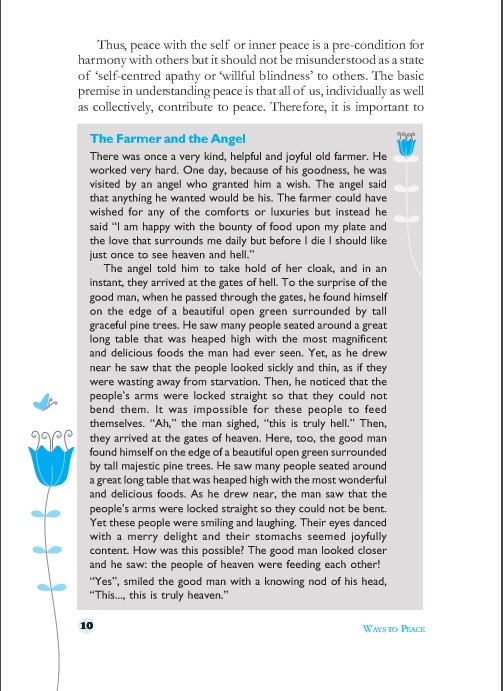 Thus, peace with the self or inner peace is a pre-condition for
harmony with others but it should not be misunderstood as a state
of ‘self-centred apathy or ‘willful blindness’ to others. The basic
premise in understanding peace is that all of us, individually as well
as collectively, contribute to peace. Therefore, it is important to
The Farmer and the Angel
There was once a very kind, helpful and joyful old farmer. He
worked very hard. One day, because of his goodness, he was
visited by an angel who granted him a wish. The angel said
that anything he wanted would be his. The farmer could have
wished for any of the comforts or luxuries but instead he
said “I am happy with the bounty of food upon my plate and
the love that surrounds me daily but before I die I should like
just once to see heaven and hell.”
The angel told him to take hold of her cloak, and in an
instant, they arrived at the gates of hell. To the surprise of the
good man, when he passed through the gates, he found himself
on the edge of a beautiful open green surrounded by tall
graceful pine trees. He saw many people seated around a great
long table that was heaped high with the most magnificent
and delicious foods the man had ever seen. Yet, as he drew
near he saw that the people looked sickly and thin, as if they
were wasting away from starvation. Then, he noticed that the
people’s arms were locked straight so that they could not
bend them. It was impossible for these people to feed
themselves. “Ah,” the man sighed, “this is truly hell.” Then,
they arrived at the gates of heaven. Here, too, the good man
found himself on the edge of a beautiful open green surrounded
by tall majestic pine trees. He saw many people seated around
a great long table that was heaped high with the most wonderful
and delicious foods. As he drew near, the man saw that the
people’s arms were locked straight so they could not be bent.
Yet these people were smiling and laughing. Their eyes danced
with a merry delight and their stomachs seemed joyfully
content. How was this possible? The good man looked closer
and he saw: the people of heaven were feeding each other!
“Yes”, smiled the good man with a knowing nod of his head,
“This..., this is truly heaven.”
10
WAYS TO PEACE